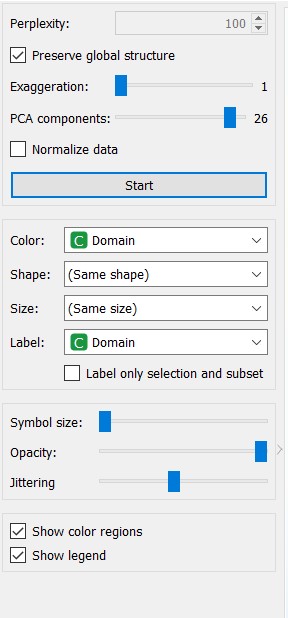 Perplexity: 100
Preserve global structure
Exaggeration: 1
PCA components: 26
Normalize data
Start
Color: C Domain
Shape: (Same shape)
Size: (Same size)
Label: C Domain
Label only selection and subset
Symbol size:
Opacity:
Jittering
Show color regions
Show legend